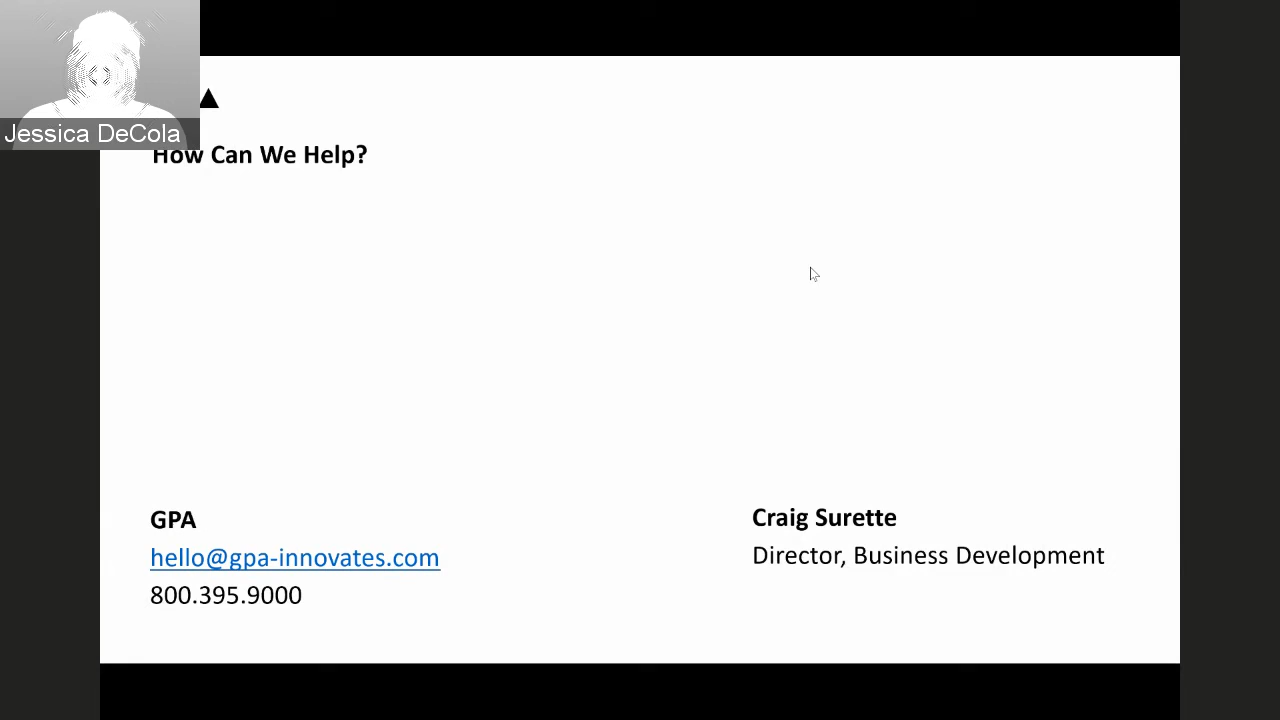 Jessica DeCola
How Can We Help?
GPA
hello@gpa-innovates.com
800.395.9000
Craig Surette
Director, Business Development